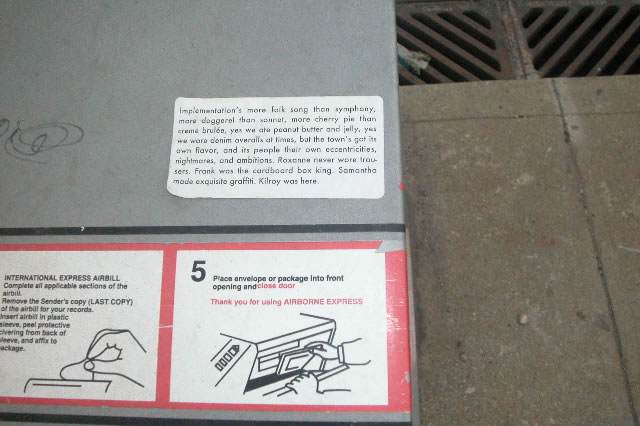 Implementation's more folk song than symphony,
more doggerel than sonnet, more cherry pie than
creme brulée, yes we ate peanut butter and jelly, yes
we wore denim overalls at times, but the town's got its
own flavor, and its people their own eccentricities,
nightmares, and ambitions. Roxanne never wore trou-
sers. Frank was the cardboard box king. Samantha
made exquisite graffiti. Kilroy was here.
INTERNATIONAL EXPRESS AIRBILL
Complete all applicable sections of the
airbill.
Remove the Sender's copy (LAST COPY)
of the airbill for your records.
Insert airbill in plastic
sleeve, peel protective
covering from back of
sleeve, and affix to
package.
5 Place envelope or package into front
opening and close door
Thank you for using AIRBORNE EXPRESS